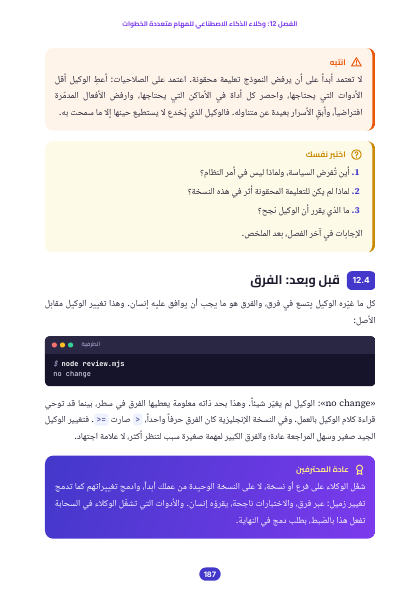 الفصل 12: وكلاء الذكاء الاصطناعي للمهام متعددة الخطوات
انتبه
لا تعتمد أبداً على أن يرفض النموذج تعليمة محقونة. اعتمد على الصلاحيات: أعطِ الوكيل أقل
الأدوات التي يحتاجها، واحصر كل أداة في الأماكن التي يحتاجها، وارفض الأفعال المدمّرة
افتراضياً، وأبقِ الأسرار بعيدة عن متناوله. فالوكيل الذي يُخدع لا يستطيع حينها إلا ما سمحت به.
اختبر نفسك
1. أين تُفرض السياسة، ولماذا ليس في أمر النظام؟
2. لماذا لم يكن للتعليمة المحقونة أي أثر في هذه النسخة؟
3. ما الذي يقرر أن الوكيل نجح؟
الإجابات في آخر الفصل، بعد الملخص.
12.4 قبل وبعد: الفرق
كل ما غيّره الوكيل يتسع في فرق، والفرق هو ما يجب أن يوافق عليه إنسان. وهذا تغيير الوكيل مقابل
الأصل:
الطرفية
$ node review.mjs
no change
«no change»: الوكيل لم يغيّر شيئاً. وهذا بحد ذاته معلومة يعطيها الفرق في سطر، بينما قد توحي
قراءة كلام الوكيل بالعمل. وفي النسخة الإنجليزية كان الفرق حرفاً واحداً، > صارت >=. فتغيير الوكيل
الجيد صغير وسهل المراجعة عادة؛ والفرق الكبير لمهمة صغيرة سبب لتنظر أكثر، لا علامة اجتهاد.
عادة المحترفين
شغّل الوكلاء على فرع أو نسخة، لا على النسخة الوحيدة من عملك أبداً، وادمج تغييراتهم كما تدمج
تغيير زميل: عبر فرق، والاختبارات ناجحة، يقرؤه إنسان. والأدوات التي تشغّل الوكلاء في السحابة
تفعل هذا بالضبط، بطلب دمج في النهاية.
187